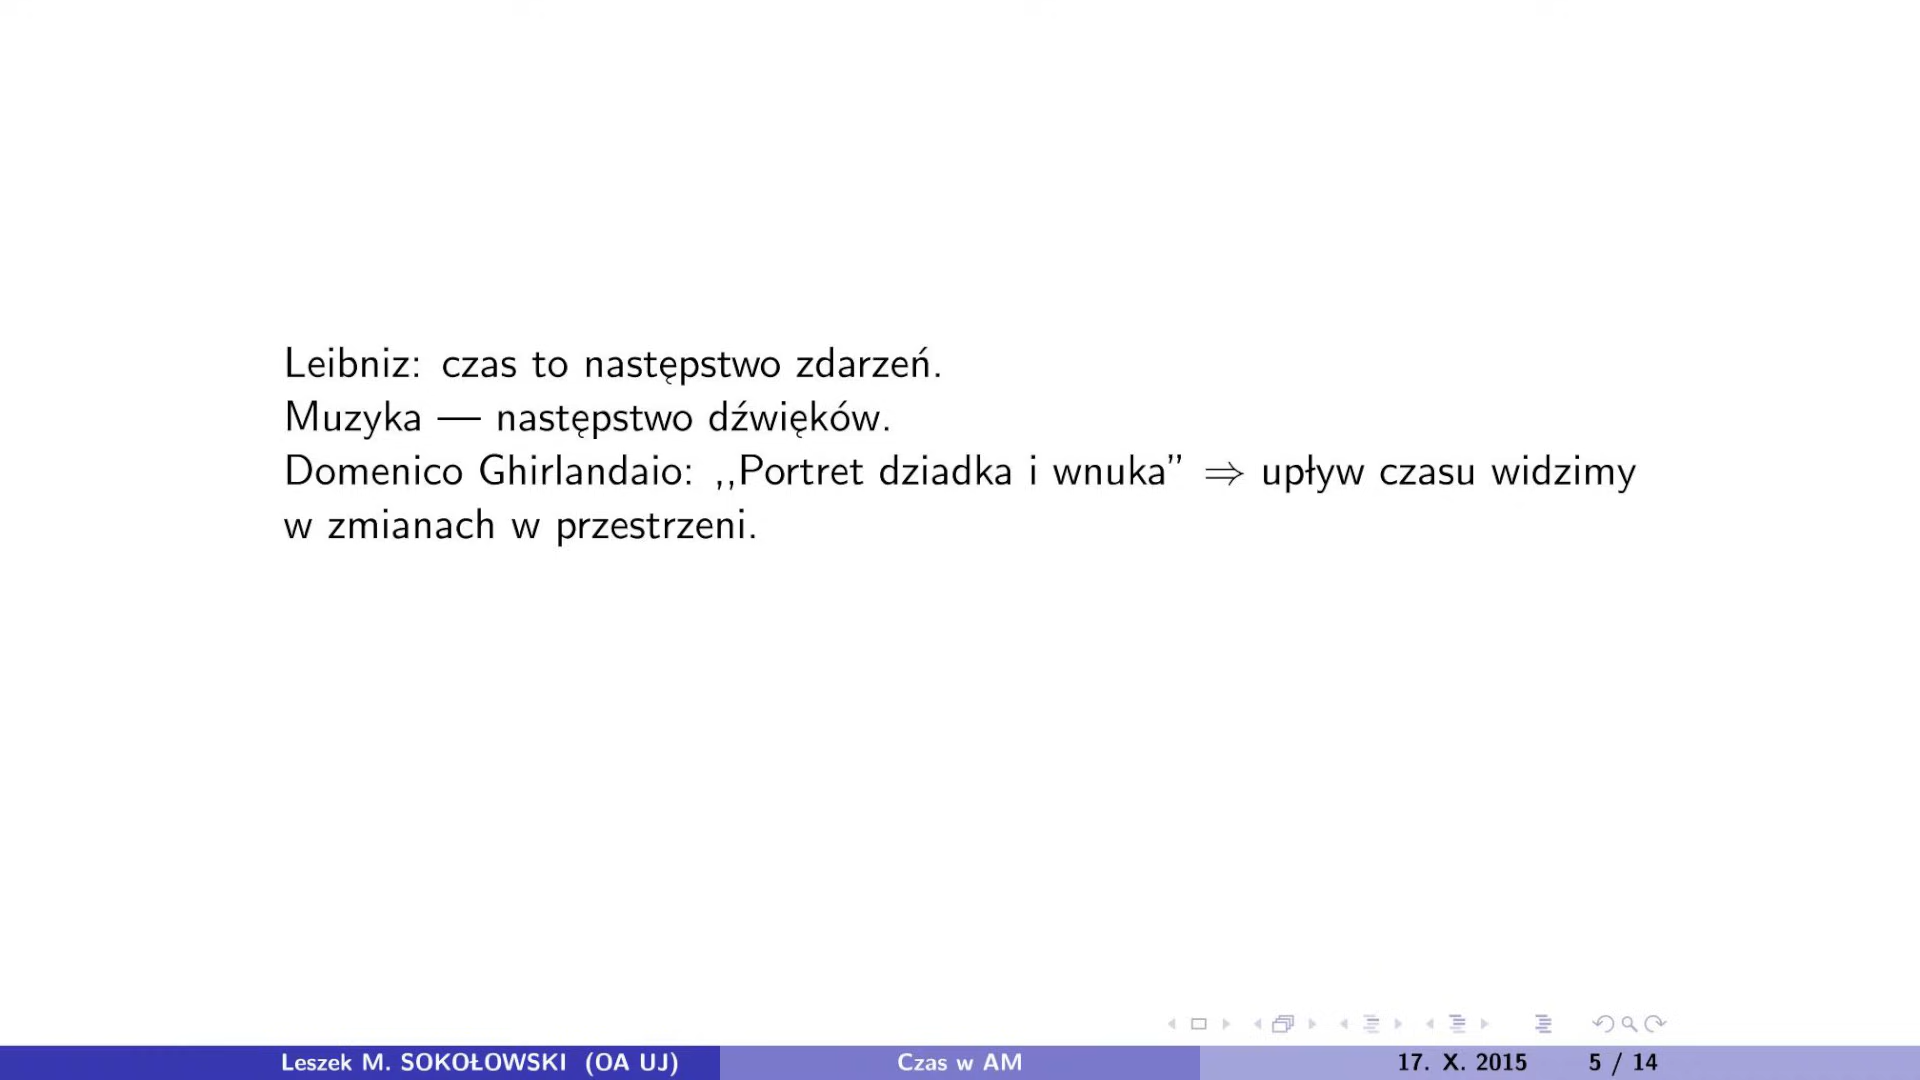 Leibniz: czas to następstwo zdarzeń.
Muzyka — następstwo dźwięków.
Domenico Ghirlandaio: ,,Portret dziadka i wnuka” ⇒ upływ czasu widzimy
w zmianach w przestrzeni.
Leszek M. SOKOŁOWSKI (OA UJ) Czas w AM 17. X. 2015 5 / 14